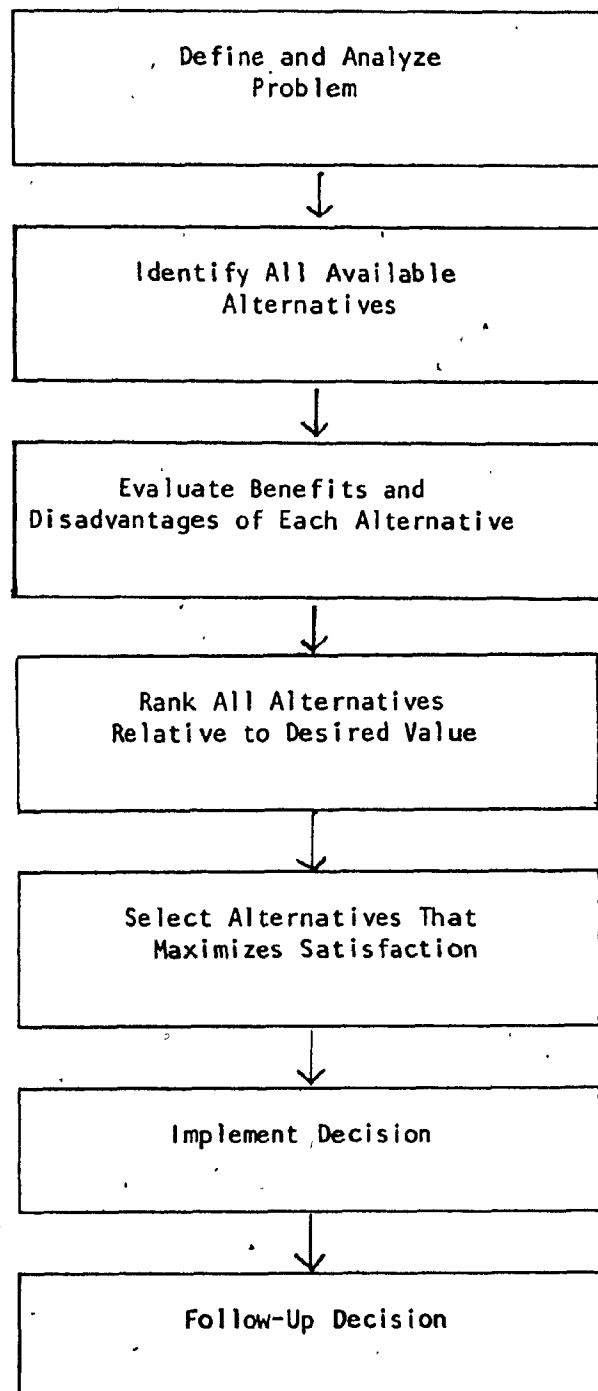 Define and Analyze
Problem
Identify All Available
Alternatives
Evaluate Benefits and
Disadvantages of Each Alternative
Rank All Alternatives
Relative to Desired Value
Select Alternatives That
Maximizes Satisfaction
Implement Decision
Follow-Up Decision